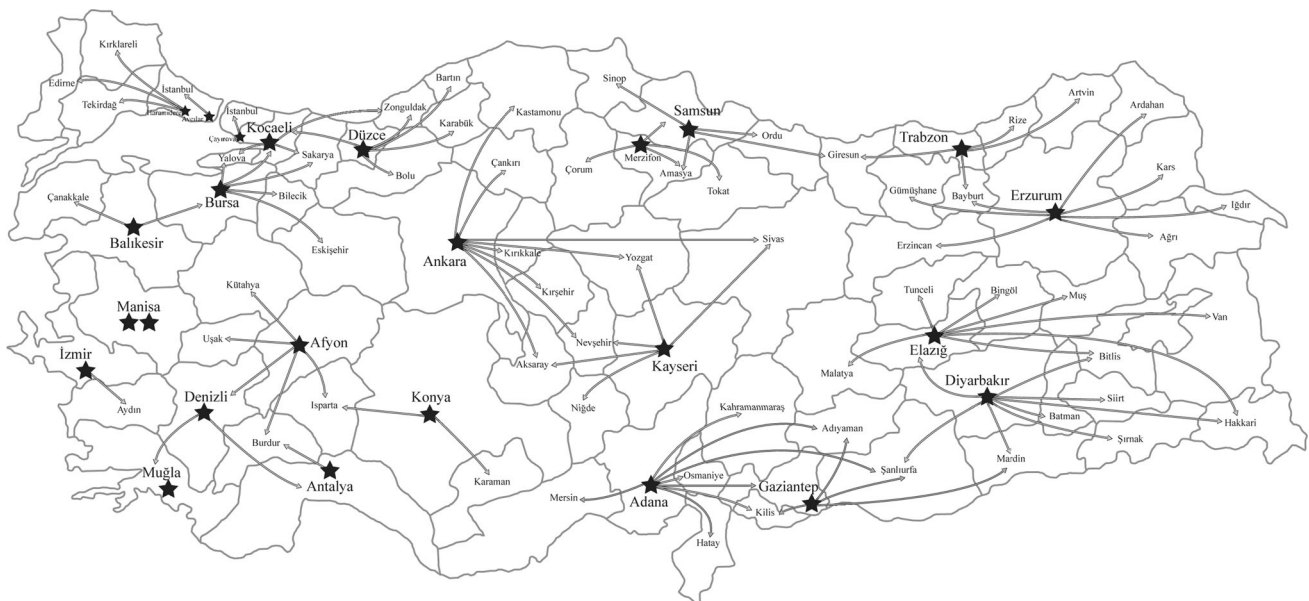 Kırklareli
Edirne
İstanbul
Tekirdağ
Haramidere
Avcılar
İstanbul
Çayırova
Kocaeli
Yalova
Sakarya
Zonguldak
Bartın
Düzce
Karabük
Bolu
Kastamonu
Çankırı
Sinop
Samsun
Ordu
Merzifon
Çorum
Amasya
Tokat
Giresun
Trabzon
Rize
Artvin
Ardahan
Gümüşhane
Bayburt
Erzurum
Kars
Iğdır
Ağrı
Erzincan
Çanakkale
Balıkesir
Bursa
Bilecik
Eskişehir
Ankara
Kırıkkale
Yozgat
Sivas
Kırşehir
Nevşehir
Aksaray
Kayseri
Niğde
Kütahya
Manisa
Uşak
Afyon
İzmir
Aydın
Denizli
Isparta
Burdur
Muğla
Antalya
Konya
Karaman
Tunceli
Bingöl
Muş
Van
Elazığ
Bitlis
Malatya
Diyarbakır
Siirt
Batman
Hakkari
Şırnak
Mardin
Kahramanmaraş
Adıyaman
Şanlıurfa
Osmaniye
Gaziantep
Mersin
Adana
Kilis
Hatay